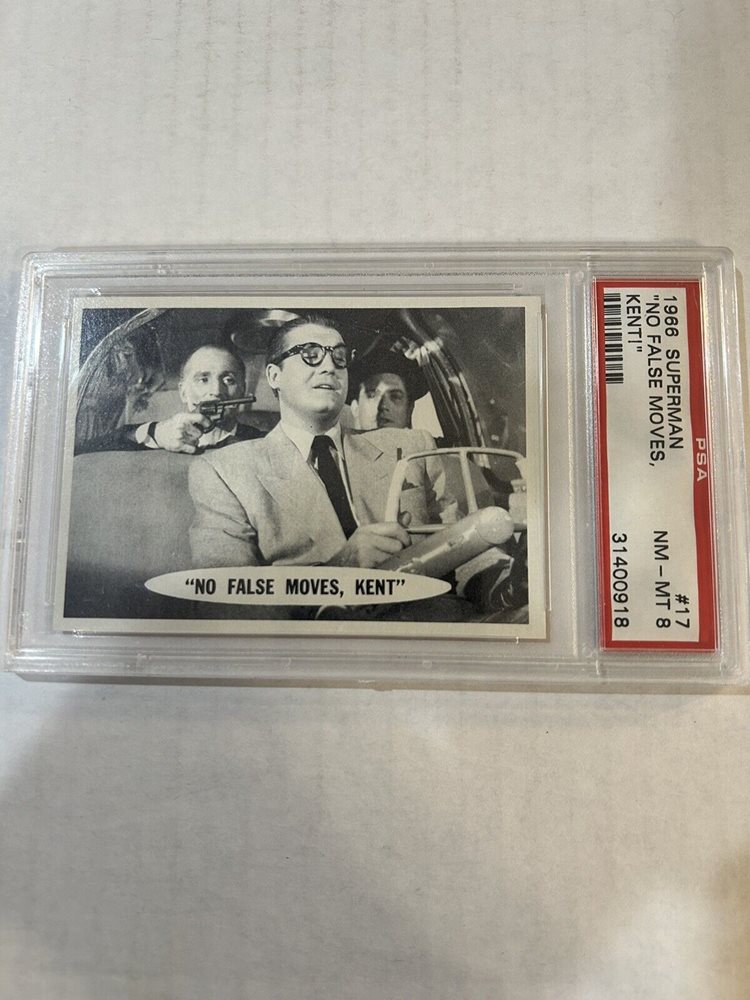 "NO FALSE MOVES, KENT"
1966 SUPERMAN #17
"NO FALSE MOVES, NM-MT 8
KENT!" 31400918
PSA